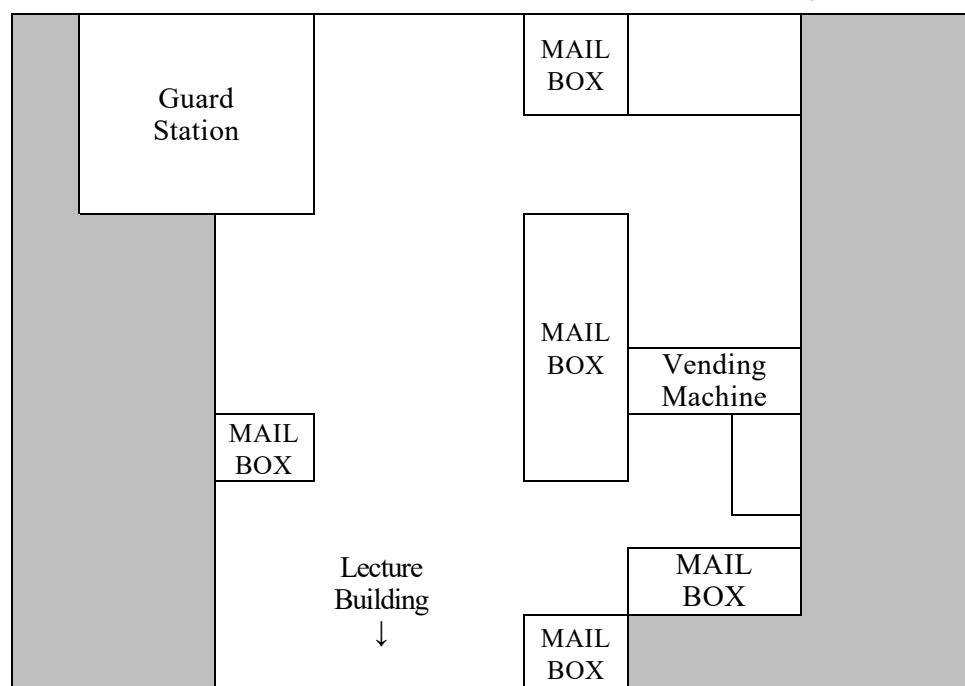 MAIL
BOX
Guard
Station
MAIL
BOX
Vending
Machine
MAIL
BOX
Lecture
Building
↓
MAIL
BOX
MAIL
BOX